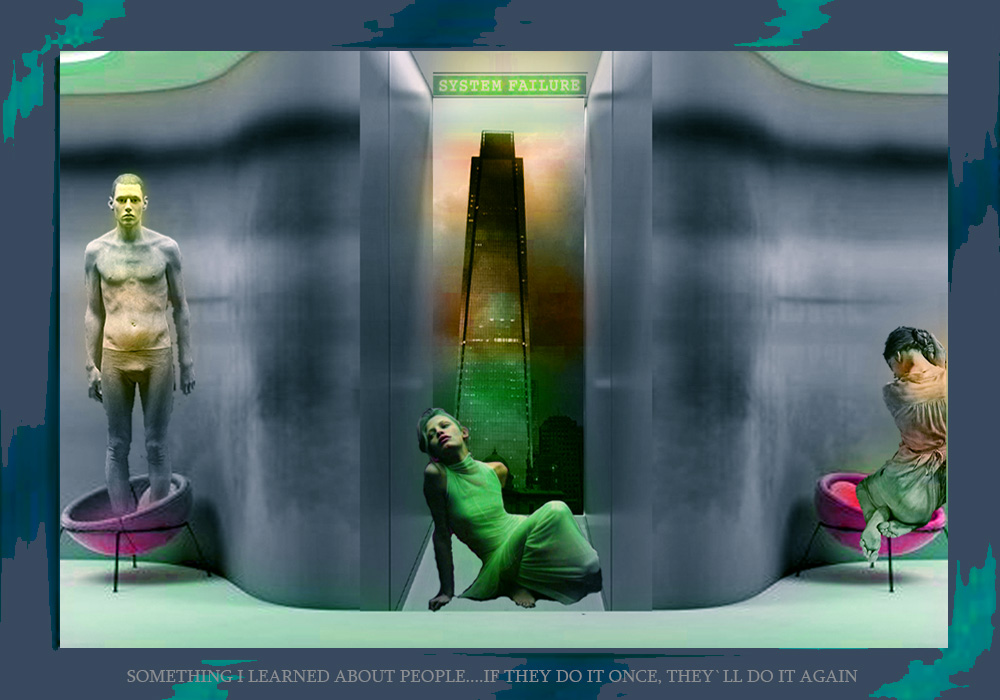 SYSTEM FAILURE
SOMETHING I LEARNED ABOUT PEOPLE....IF THEY DO IT ONCE, THEY`LL DO IT AGAIN